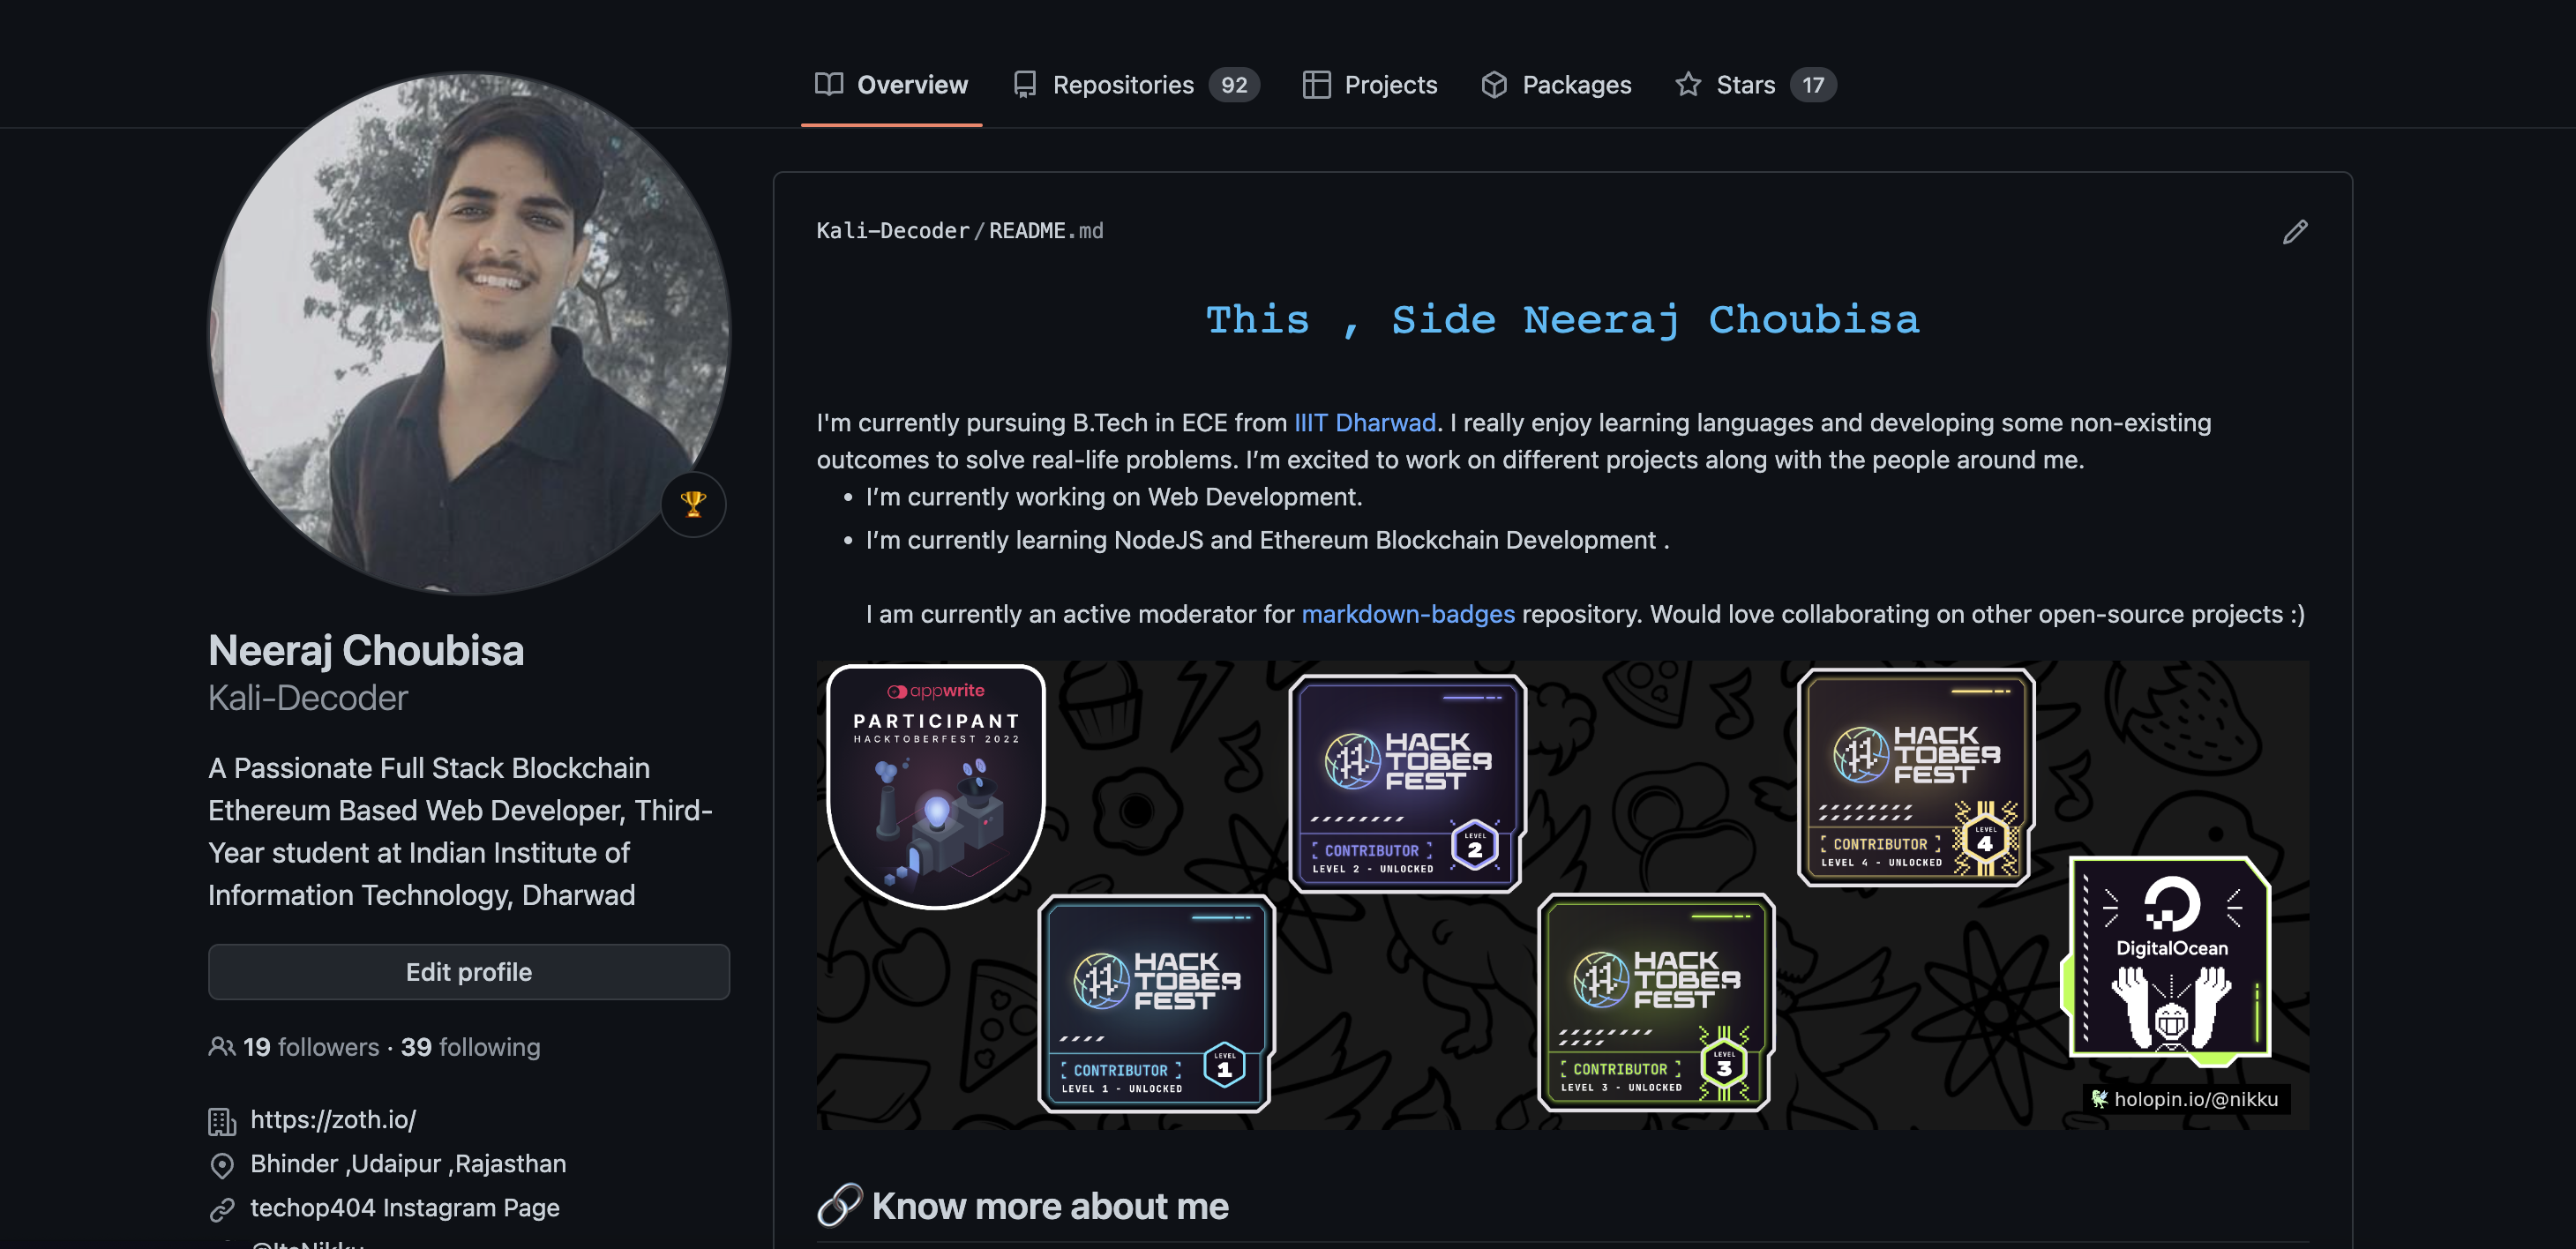 Overview
Repositories 92
Projects
Packages
Stars 17
Neeraj Choubisa
Kali-Decoder
A Passionate Full Stack Blockchain
Ethereum Based Web Developer, Third-
Year student at Indian Institute of
Information Technology, Dharwad
Edit profile
19 followers · 39 following
https://zoth.io/
Bhinder ,Udaipur ,Rajasthan
techop404 Instagram Page
Kali-Decoder/README.md
This , Side Neeraj Choubisa
I'm currently pursuing B.Tech in ECE from IIIT Dharwad. I really enjoy learning languages and developing some non-existing
outcomes to solve real-life problems. I’m excited to work on different projects along with the people around me.
• I’m currently working on Web Development.
• I’m currently learning NodeJS and Ethereum Blockchain Development .
I am currently an active moderator for markdown-badges repository. Would love collaborating on other open-source projects :)
appwrite
PARTICIPANT
HACKTOBERFEST 2022
HACK
TOBER
FEST
[ CONTRIBUTOR ]
LEVEL 1 - UNLOCKED
LEVEL
1
HACK
TOBER
FEST
[ CONTRIBUTOR ]
LEVEL 2 - UNLOCKED
LEVEL
2
HACK
TOBER
FEST
[ CONTRIBUTOR ]
LEVEL 3 - UNLOCKED
LEVEL
3
HACK
TOBER
FEST
[ CONTRIBUTOR ]
LEVEL 4 - UNLOCKED
LEVEL
4
DigitalOcean
holopin.io/@nikku
Know more about me